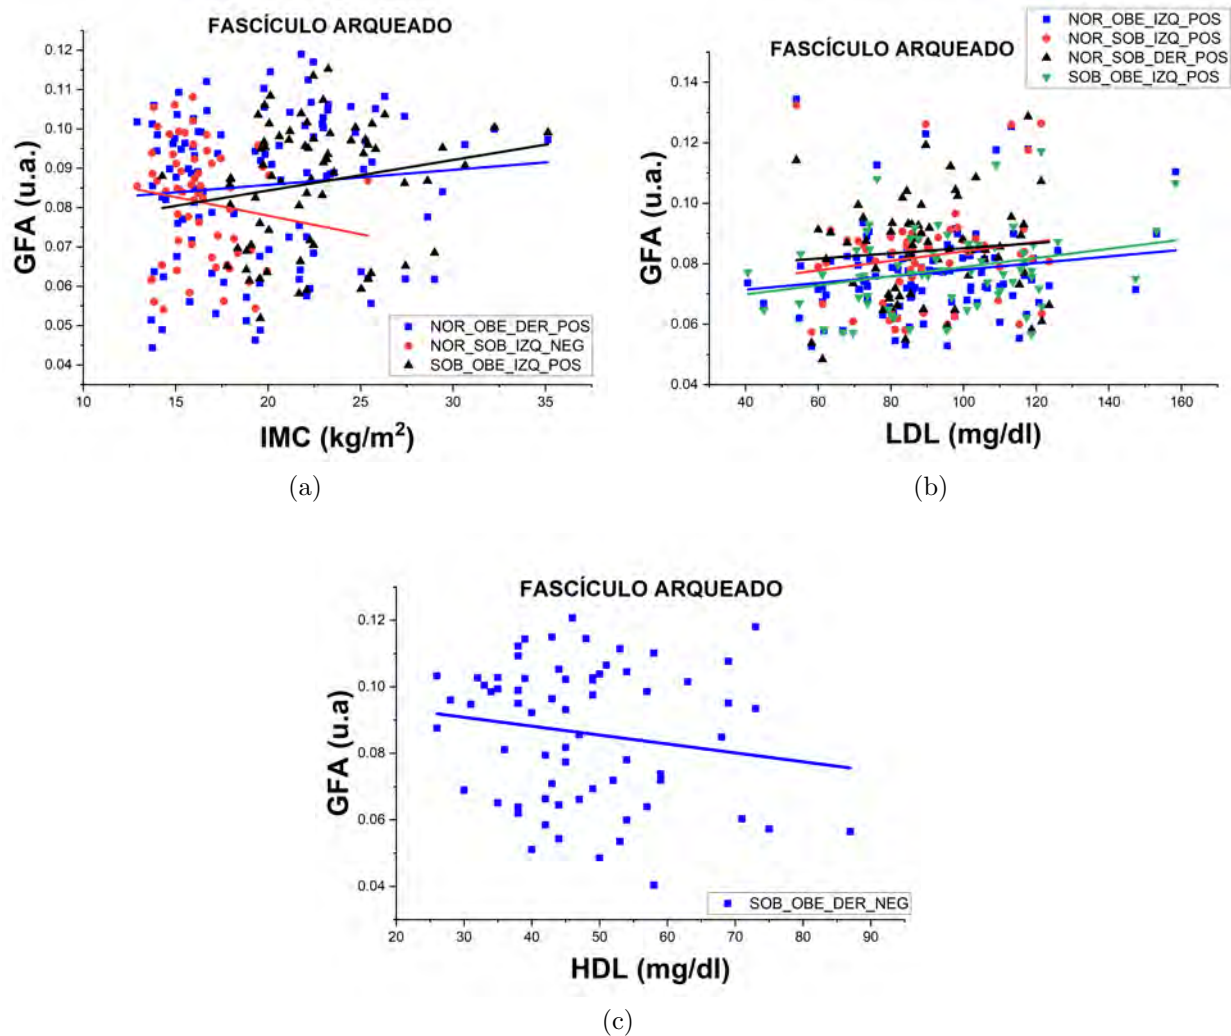 FASCÍCULO ARQUEADO
0.12
0.11
0.10
0.09
0.08
0.07
0.06
0.05
0.04
GFA (u.a.)
NOR_OBE_DER_POS
NOR_SOB_IZQ_NEG
SOB_OBE_IZQ_POS
10 15 20 25 30 35
IMC (kg/m²)
(a)
NOR_OBE_IZQ_POS
NOR_SOB_IZQ_POS
NOR_SOB_DER_POS
SOB_OBE_IZQ_POS
FASCÍCULO ARQUEADO
0.14
0.12
0.10
0.08
0.06
0.04
GFA (u.a.)
40 60 80 100 120 140 160
LDL (mg/dl)
(b)
FASCÍCULO ARQUEADO
0.12
0.10
0.08
0.06
0.04
GFA (u.a)
SOB_OBE_DER_NEG
20 30 40 50 60 70 80 90
HDL (mg/dl)
(c)